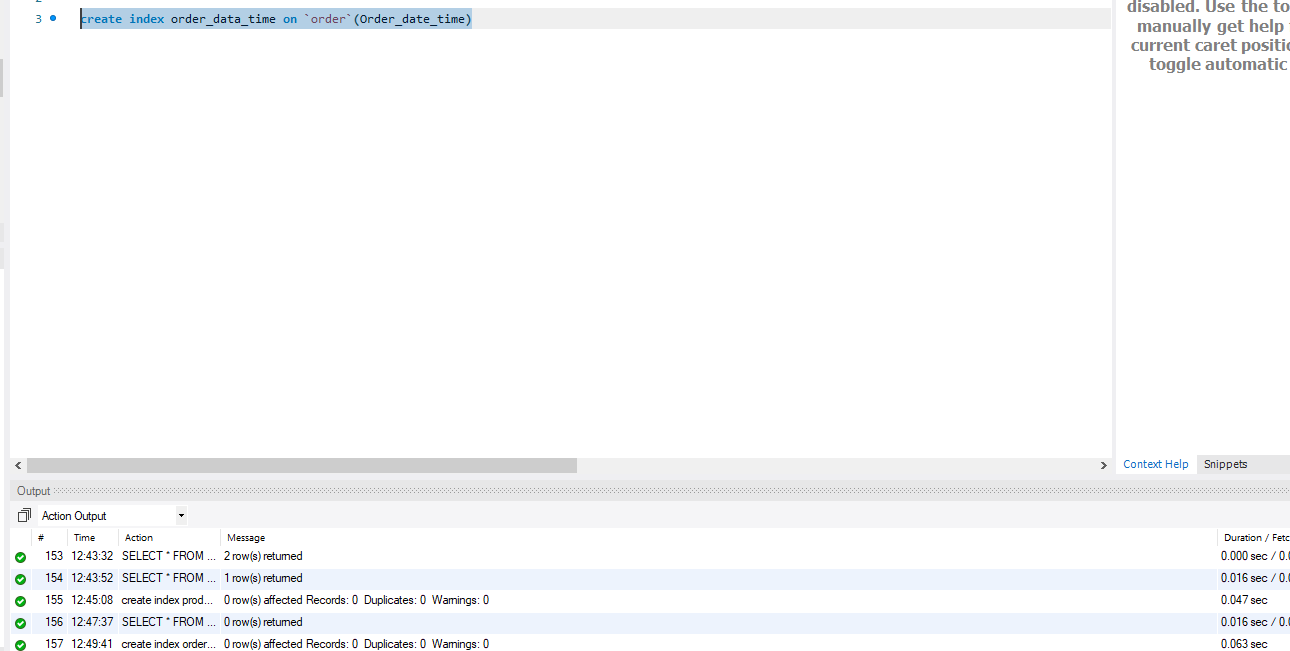 disabled. Use the to
3 create index order_data_time on `order`(Order_date_time)
manually get help
current caret positi
toggle automatic
Context Help Snippets
Output
Action Output
# Time Action Message Duration / Fetc
153 12:43:32 SELECT * FROM ... 2 row(s) returned 0.000 sec / 0.0
154 12:43:52 SELECT * FROM ... 1 row(s) returned 0.016 sec / 0.0
155 12:45:08 create index prod... 0 row(s) affected Records: 0 Duplicates: 0 Warnings: 0 0.047 sec
156 12:47:37 SELECT * FROM ... 0 row(s) returned 0.016 sec / 0.0
157 12:49:41 create index order... 0 row(s) affected Records: 0 Duplicates: 0 Warnings: 0 0.063 sec